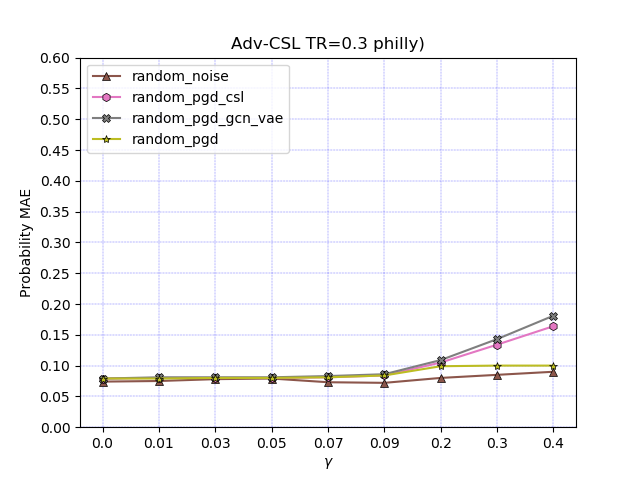 Adv-CSL TR=0.3 philly)
random_noise
random_pgd_csl
random_pgd_gcn_vae
random_pgd
Probability MAE
0.60
0.55
0.50
0.45
0.40
0.35
0.30
0.25
0.20
0.15
0.10
0.05
0.00
0.0 0.01 0.03 0.05 0.07 0.09 0.2 0.3 0.4
γ